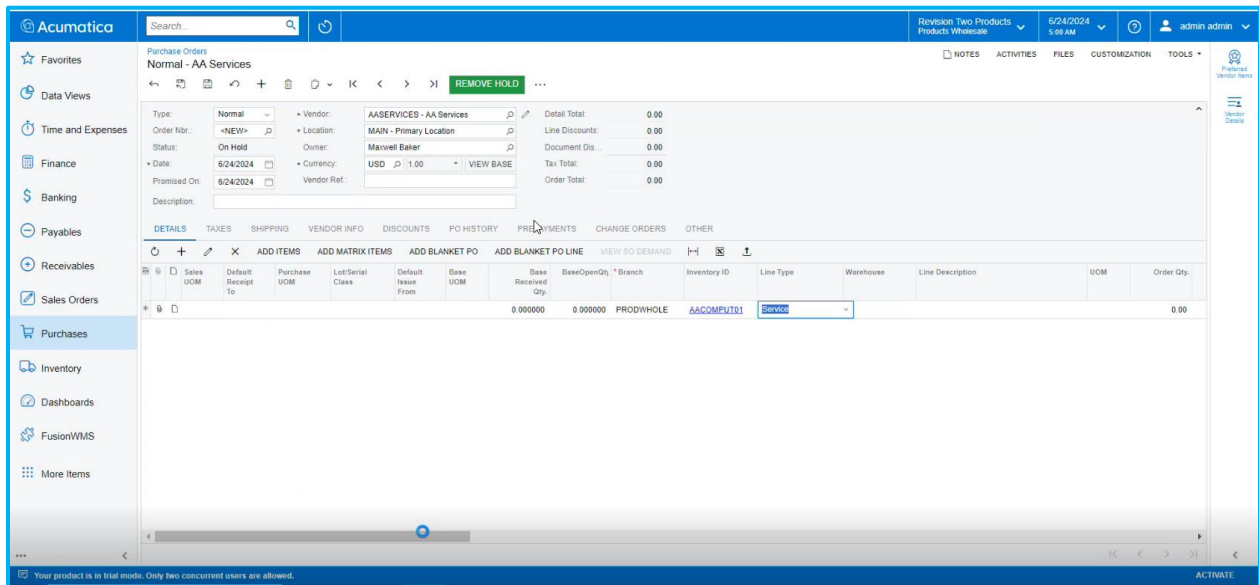 Acumatica
Search...
Revision Two Products
Products Wholesale
6/24/2024
5:00 AM
admin admin
Favorites
Data Views
Time and Expenses
Finance
Banking
Payables
Receivables
Sales Orders
Purchases
Inventory
Dashboards
FusionWMS
More Items
Purchase Orders
Normal - AA Services
NOTES ACTIVITIES FILES CUSTOMIZATION TOOLS
REMOVE HOLD
Preferred
Vendor Items
Vendor
Details
Type: Normal * Vendor: AASERVICES - AA Services Detail Total: 0.00
Order Nbr.: <NEW> * Location: MAIN - Primary Location Line Discounts: 0.00
Status: On Hold Owner: Maxwell Baker Document Dis... 0.00
* Date: 6/24/2024 * Currency: USD 1.00 VIEW BASE Tax Total: 0.00
Promised On: 6/24/2024 Vendor Ref.: Order Total: 0.00
Description:
DETAILS TAXES SHIPPING VENDOR INFO DISCOUNTS PO HISTORY PREPAYMENTS CHANGE ORDERS OTHER
ADD ITEMS ADD MATRIX ITEMS ADD BLANKET PO ADD BLANKET PO LINE VIEW SO DEMAND
Sales Default Purchase Lot/Serial Default Base Base BaseOpenQty * Branch Inventory ID Line Type Warehouse Line Description UOM Order Qty.
UOM Receipt UOM Class Issue UOM Received
To From Qty.
0.000000 0.000000 PRODWHOLE AACOMPUT01 Service 0.00
Your product is in trial mode. Only two concurrent users are allowed.
ACTIVATE